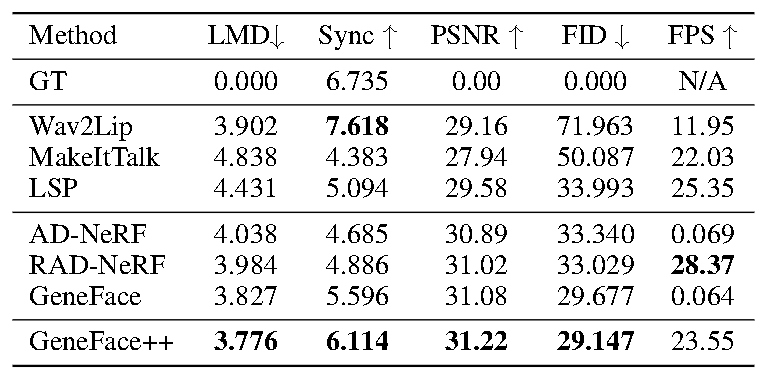 Method LMD↓ Sync ↑ PSNR ↑ FID ↓ FPS ↑
GT 0.000 6.735 0.00 0.000 N/A
Wav2Lip 3.902 7.618 29.16 71.963 11.95
MakeItTalk 4.838 4.383 27.94 50.087 22.03
LSP 4.431 5.094 29.58 33.993 25.35
AD-NeRF 4.038 4.685 30.89 33.340 0.069
RAD-NeRF 3.984 4.886 31.02 33.029 28.37
GeneFace 3.827 5.596 31.08 29.677 0.064
GeneFace++ 3.776 6.114 31.22 29.147 23.55